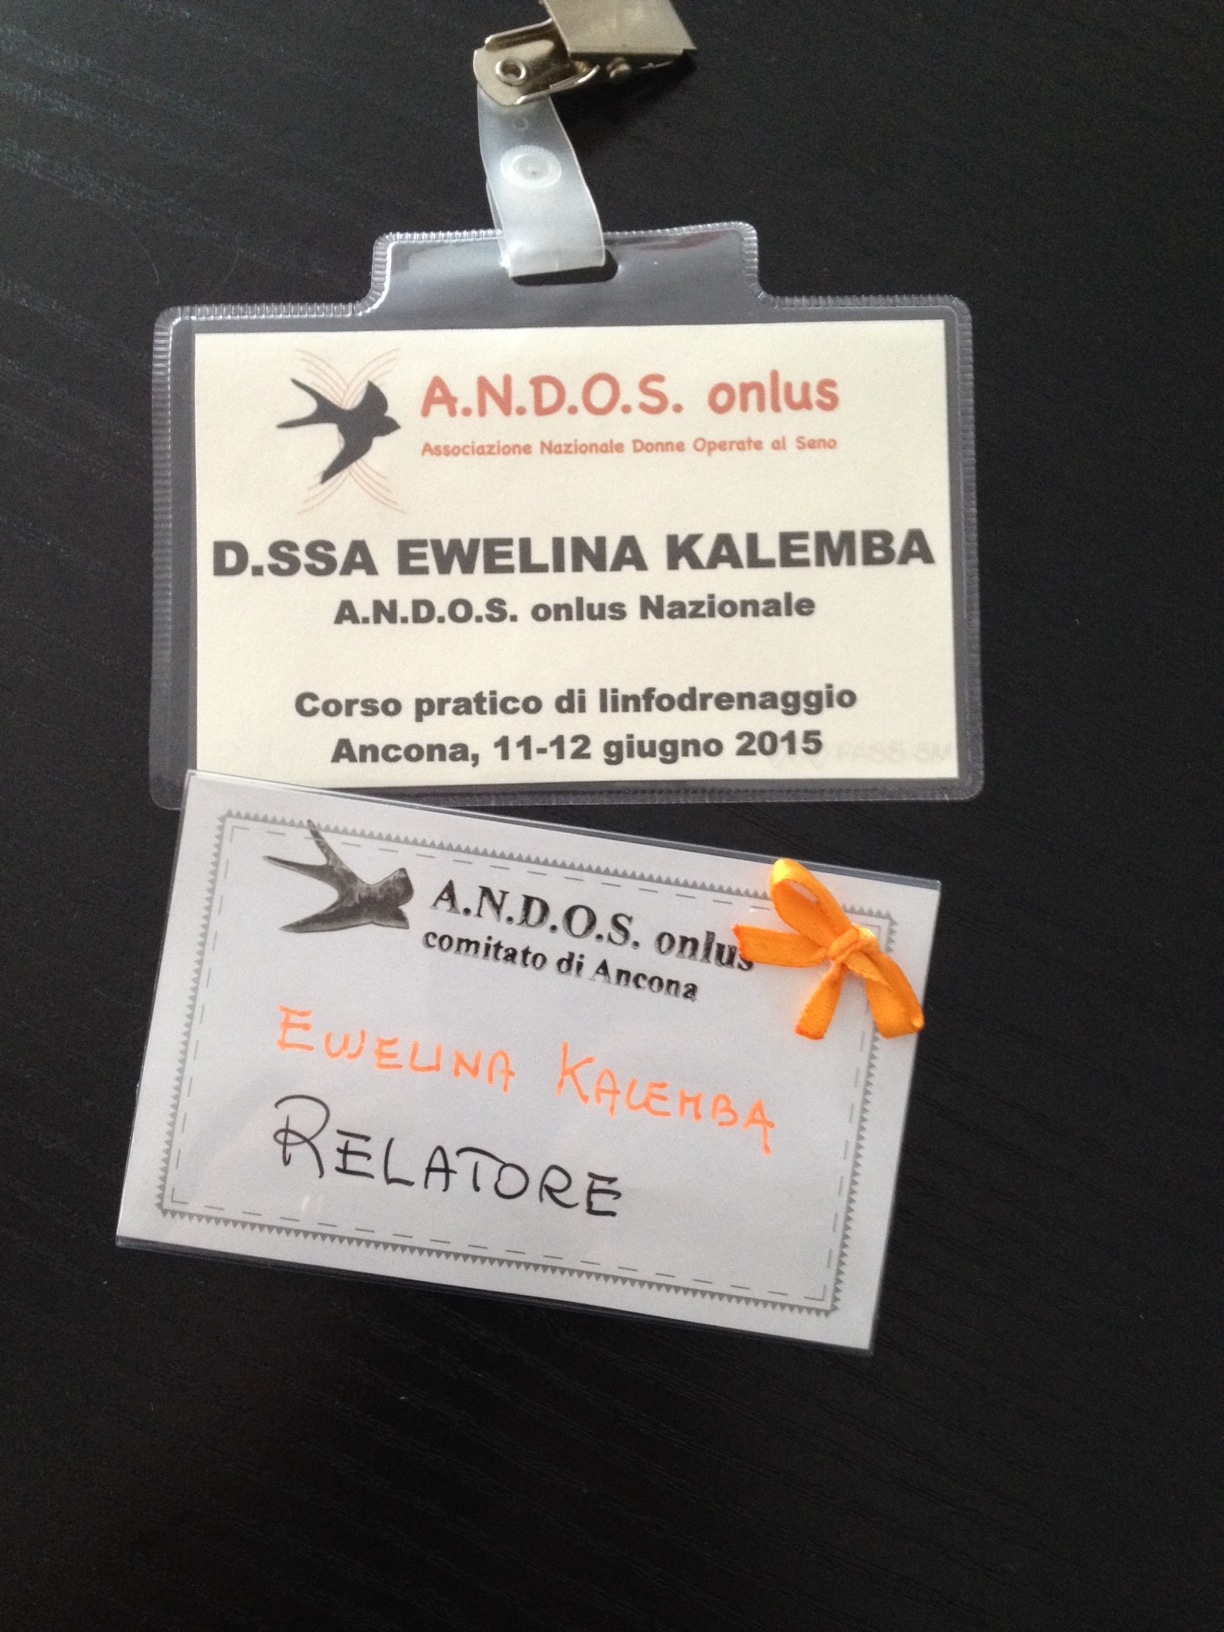 A.N.D.O.S. onlus
Associazione Nazionale Donne Operate al Seno
D.SSA EWELINA KALEMBA
A.N.D.O.S. onlus Nazionale
Corso pratico di linfodrenaggio
Ancona, 11-12 giugno 2015
A.N.D.O.S. onlus
comitato di Ancona
EWELINA KALEMBA
RELATORE